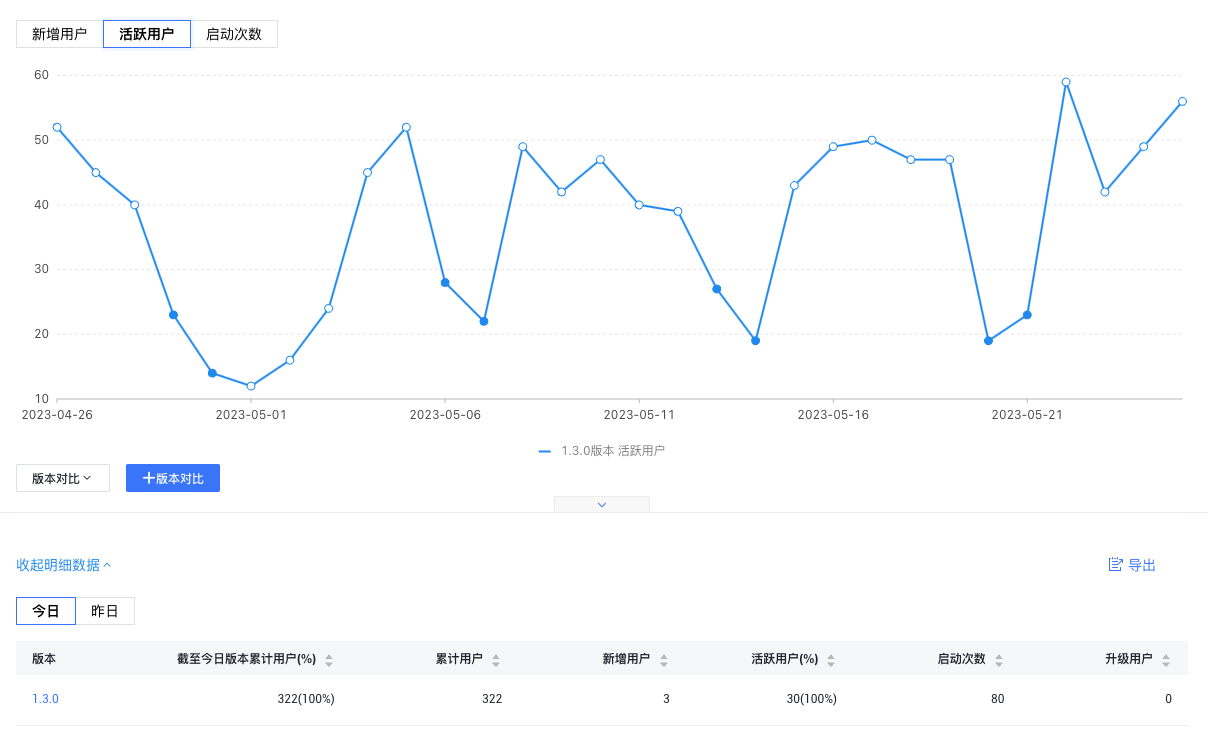 新增用户 活跃用户 启动次数
60
50
40
30
20
10
2023-04-26 2023-05-01 2023-05-06 2023-05-11 2023-05-16 2023-05-21
1.3.0版本 活跃用户
版本对比 +版本对比
收起明细数据 导出
今日 昨日
版本 截至今日版本累计用户(%) 累计用户 新增用户 活跃用户(%) 启动次数 升级用户
1.3.0 322(100%) 322 3 30(100%) 80 0